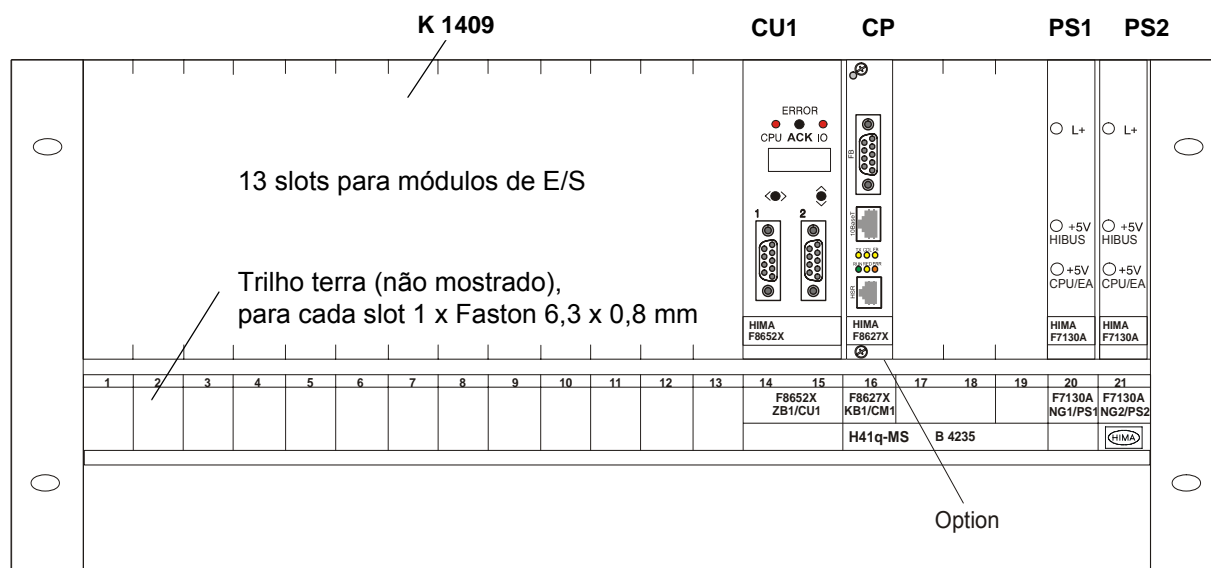 K 1409 CU1 CP PS1 PS2
ERROR
CPU ACK IO
1 2
FB
10BaseT
HSR
L+ L+
+5V +5V
HIBUS HIBUS
+5V +5V
CPU/EA CPU/EA
13 slots para módulos de E/S
Trilho terra (não mostrado),
para cada slot 1 x Faston 6,3 x 0,8 mm
HIMA HIMA HIMA HIMA
F8652X F8627X F7130A F7130A
1 2 3 4 5 6 7 8 9 10 11 12 13 14 15 16 17 18 19 20 21
F8652X F8627X F7130A F7130A
ZB1/CU1 KB1/CM1 NG1/PS1 NG2/PS2
H41q-MS B 4235 HIMA
Option